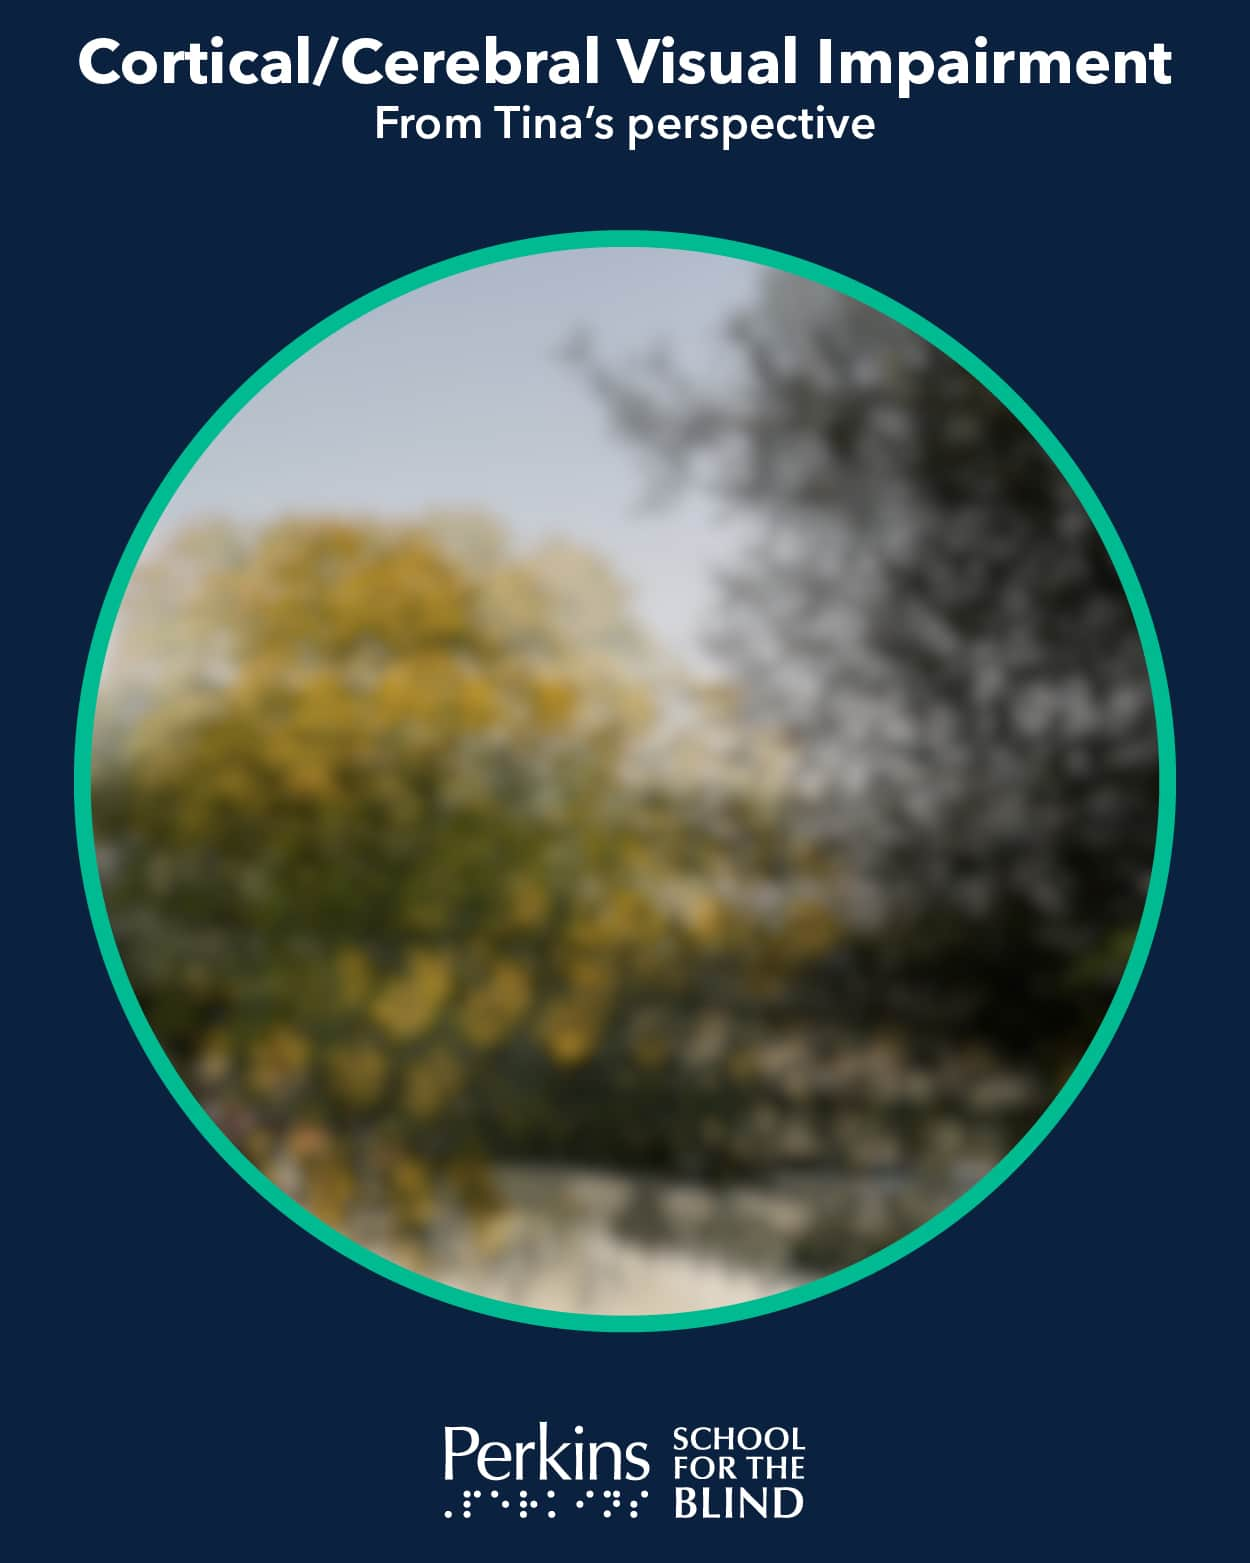 Cortical/Cerebral Visual Impairment
From Tina’s perspective
Perkins
SCHOOL
FOR THE
BLIND
⠠⠏⠑⠗⠅⠊⠝⠎